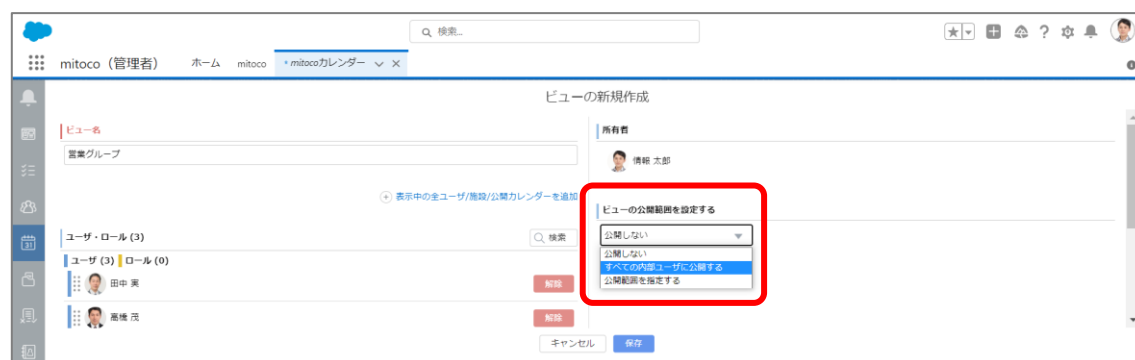 検索...
mitoco（管理者） ホーム mitoco * mitocoカレンダー
ビューの新規作成
ビュー名
営業グループ
表示中の全ユーザ/施設/公開カレンダーを追加
ユーザ・ロール (3) 検索
ユーザ (3) ロール (0)
田中 実 解除
高橋 茂 解除
所有者
情報 太郎
ビューの公開範囲を設定する
公開しない
公開しない
すべての内部ユーザに公開する
公開範囲を指定する
キャンセル 保存